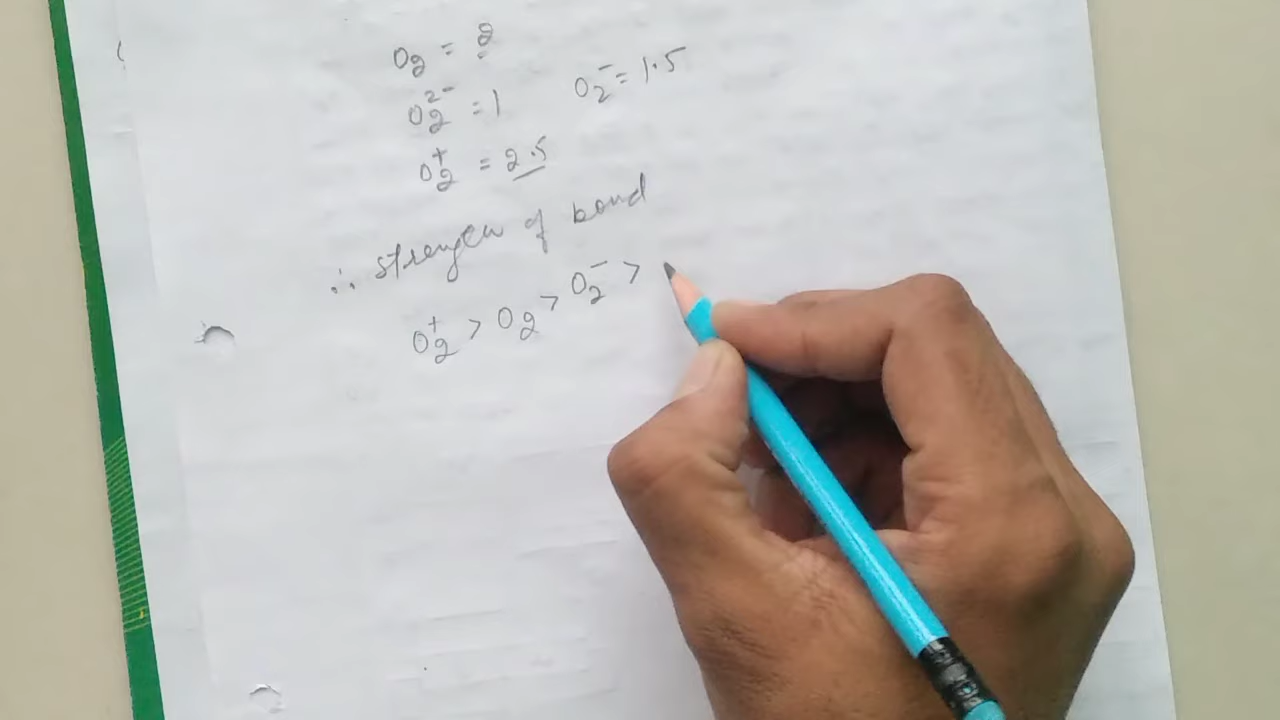 O₂ = 2
O₂²⁻ = 1 O₂⁻ = 1.5
O₂⁺ = 2.5
∴ strength of bond
O₂⁺ > O₂ > O₂⁻ >